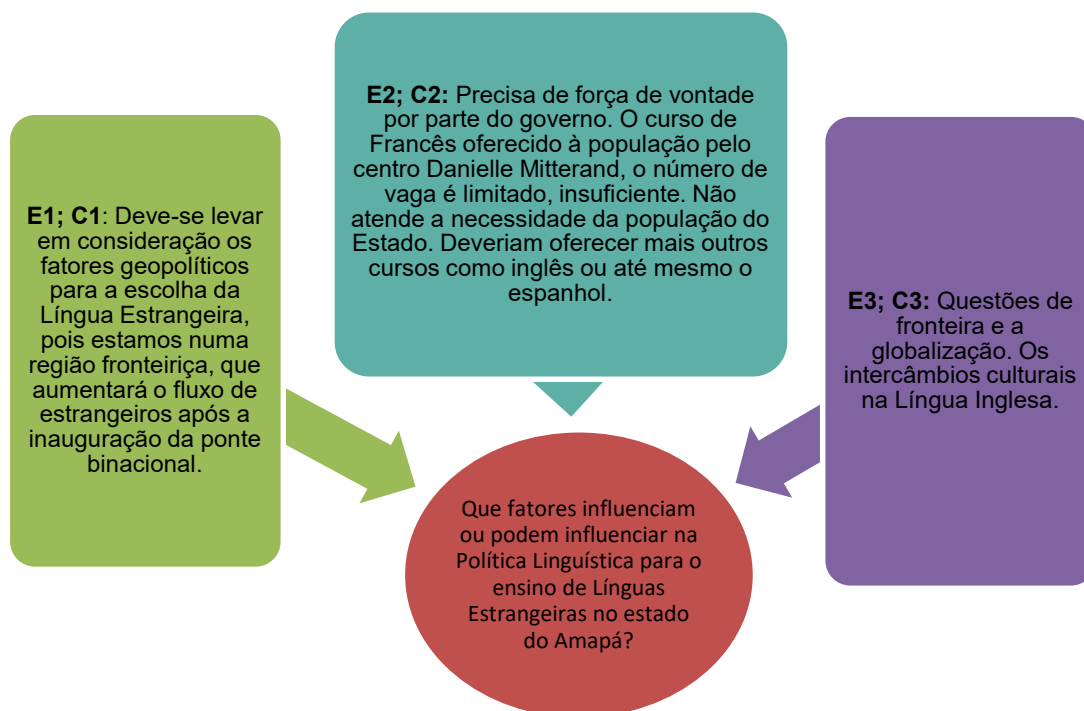 E1; C1: Deve-se levar
em consideração os
fatores geopolíticos
para a escolha da
Língua Estrangeira,
pois estamos numa
região fronteiriça, que
aumentará o fluxo de
estrangeiros após a
inauguração da ponte
binacional.
E2; C2: Precisa de força de vontade
por parte do governo. O curso de
Francês oferecido à população pelo
centro Danielle Mitterand, o número de
vaga é limitado, insuficiente. Não
atende a necessidade da população do
Estado. Deveriam oferecer mais outros
cursos como inglês ou até mesmo o
espanhol.
E3; C3: Questões de
fronteira e a
globalização. Os
intercâmbios culturais
na Língua Inglesa.
Que fatores influenciam
ou podem influenciar na
Política Linguística para o
ensino de Línguas
Estrangeiras no estado
do Amapá?